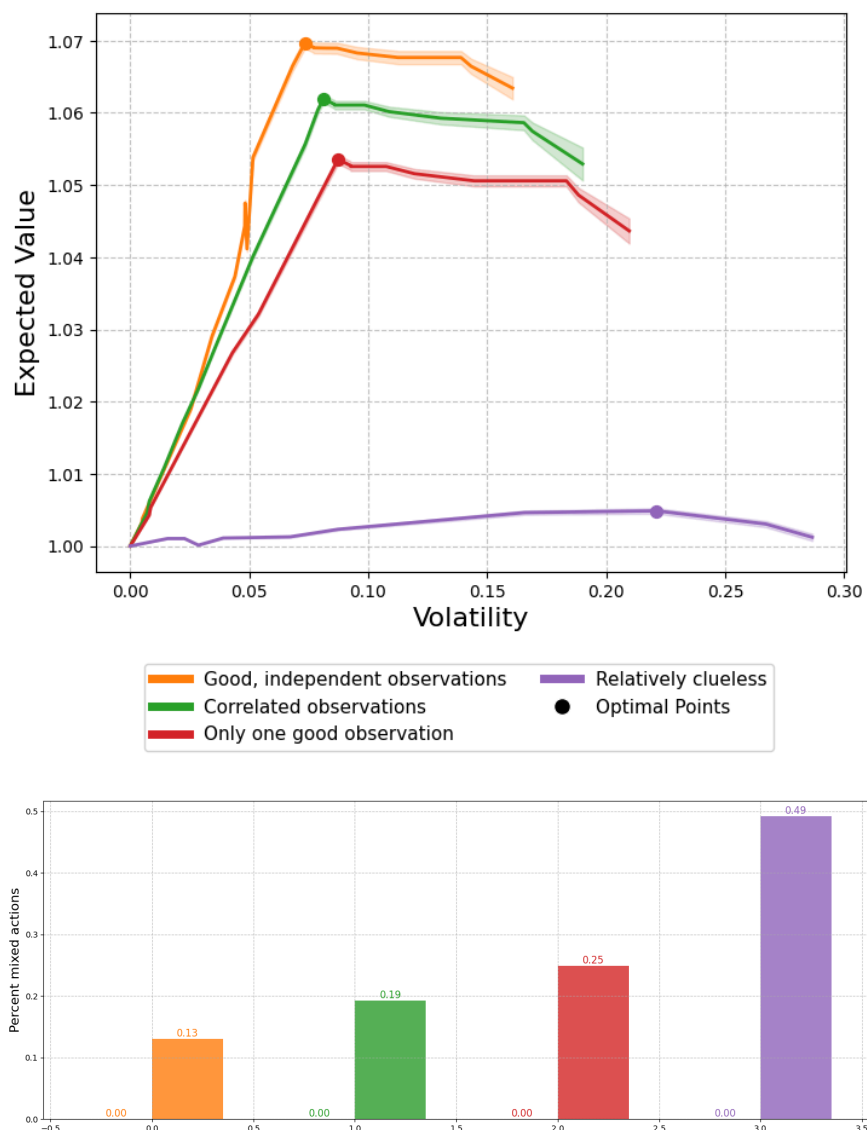 1.07
1.06
1.05
1.04
1.03
1.02
1.01
1.00
Expected Value
0.00 0.05 0.10 0.15 0.20 0.25 0.30
Volatility
Good, independent observations Relatively clueless
Correlated observations Optimal Points
Only one good observation
0.5
0.4
0.3
0.2
0.1
0.0
Percent mixed actions
0.49
0.25
0.19
0.13
0.00 0.00 0.00 0.00
−0.5 0.0 0.5 1.0 1.5 2.0 2.5 3.0 3.5